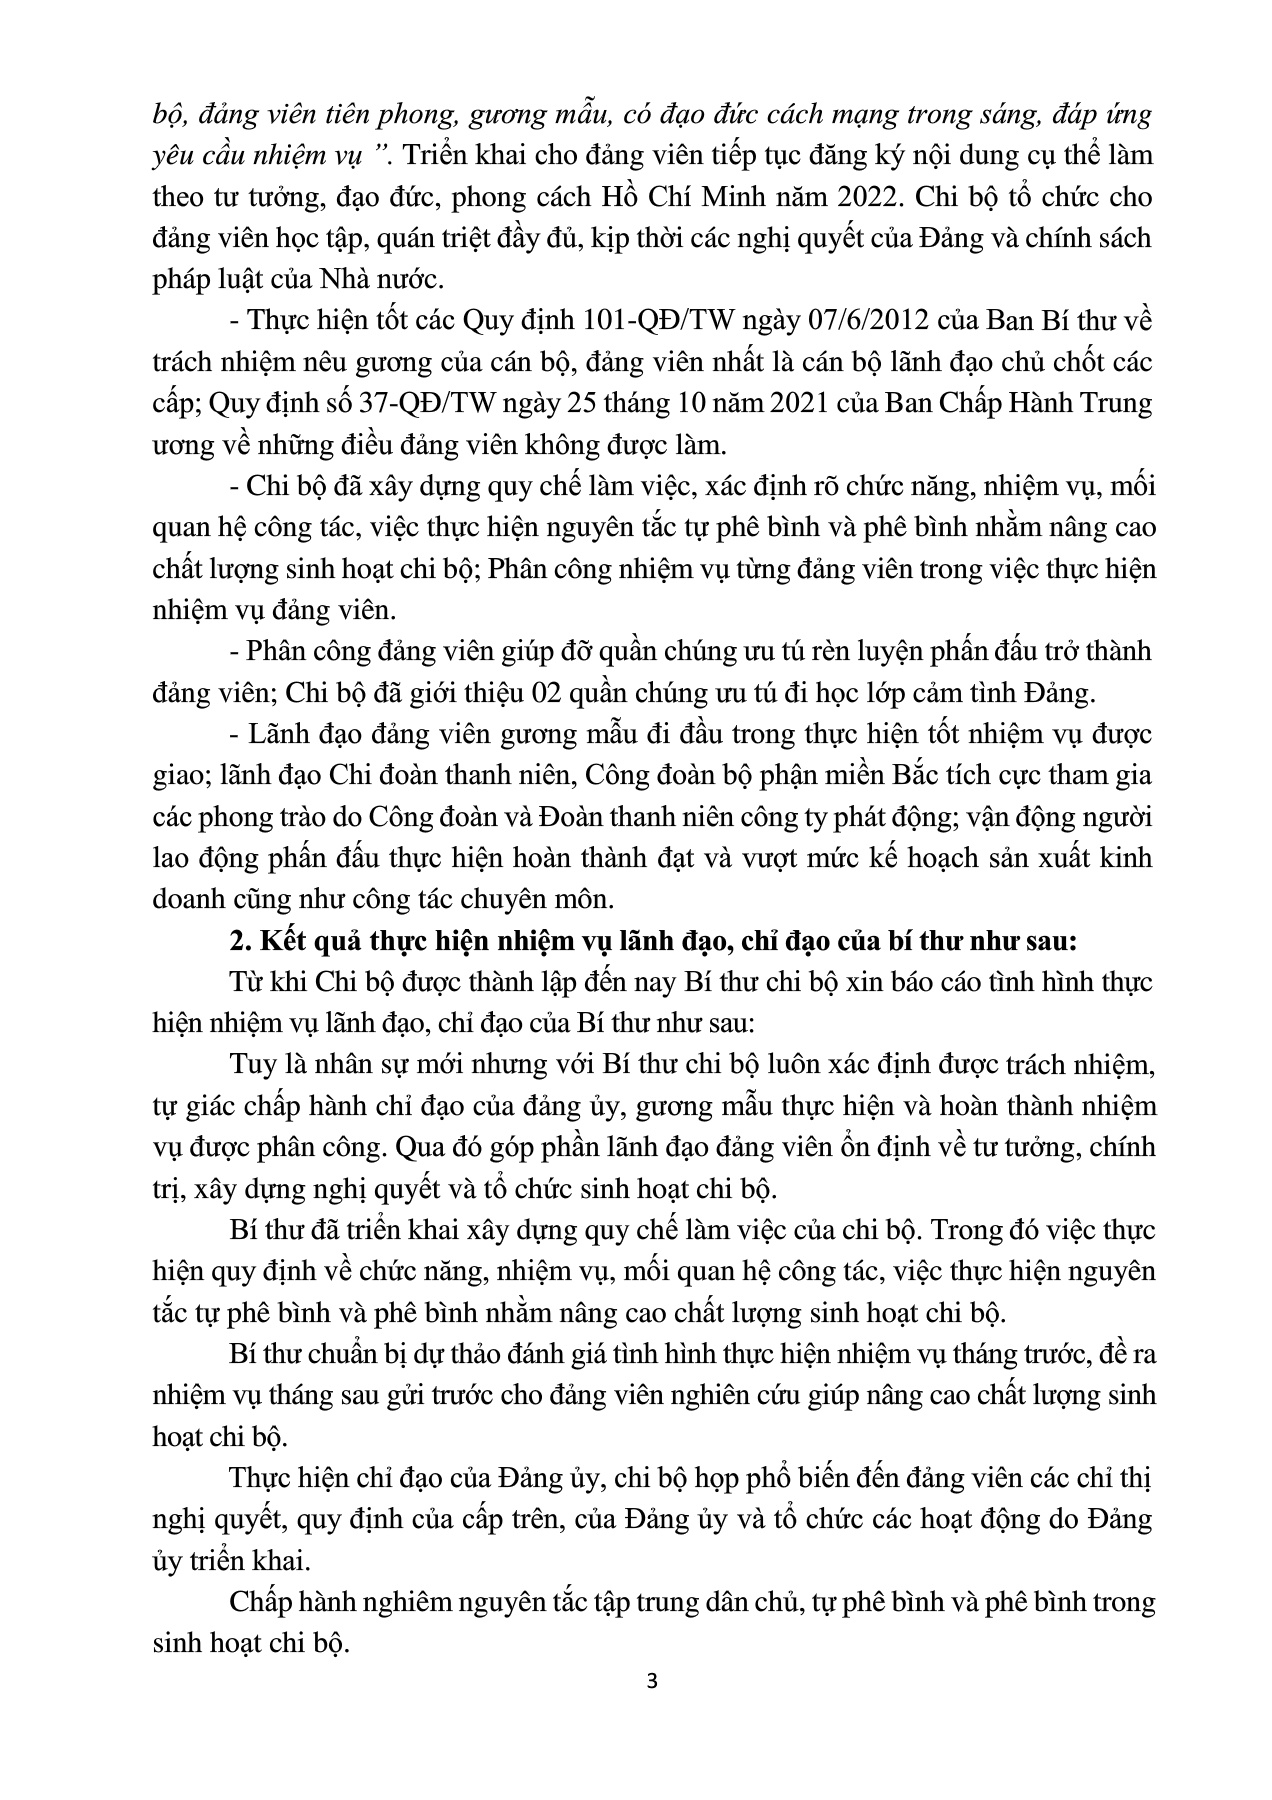 bộ, đảng viên tiên phong, gương mẫu, có đạo đức cách mạng trong sáng, đáp ứng
yêu cầu nhiệm vụ ”. Triển khai cho đảng viên tiếp tục đăng ký nội dung cụ thể làm
theo tư tưởng, đạo đức, phong cách Hồ Chí Minh năm 2022. Chi bộ tổ chức cho
đảng viên học tập, quán triệt đầy đủ, kịp thời các nghị quyết của Đảng và chính sách
pháp luật của Nhà nước.
- Thực hiện tốt các Quy định 101-QĐ/TW ngày 07/6/2012 của Ban Bí thư về
trách nhiệm nêu gương của cán bộ, đảng viên nhất là cán bộ lãnh đạo chủ chốt các
cấp; Quy định số 37-QĐ/TW ngày 25 tháng 10 năm 2021 của Ban Chấp Hành Trung
ương về những điều đảng viên không được làm.
- Chi bộ đã xây dựng quy chế làm việc, xác định rõ chức năng, nhiệm vụ, mối
quan hệ công tác, việc thực hiện nguyên tắc tự phê bình và phê bình nhằm nâng cao
chất lượng sinh hoạt chi bộ; Phân công nhiệm vụ từng đảng viên trong việc thực hiện
nhiệm vụ đảng viên.
- Phân công đảng viên giúp đỡ quần chúng ưu tú rèn luyện phấn đấu trở thành
đảng viên; Chi bộ đã giới thiệu 02 quần chúng ưu tú đi học lớp cảm tình Đảng.
- Lãnh đạo đảng viên gương mẫu đi đầu trong thực hiện tốt nhiệm vụ được
giao; lãnh đạo Chi đoàn thanh niên, Công đoàn bộ phận miền Bắc tích cực tham gia
các phong trào do Công đoàn và Đoàn thanh niên công ty phát động; vận động người
lao động phấn đấu thực hiện hoàn thành đạt và vượt mức kế hoạch sản xuất kinh
doanh cũng như công tác chuyên môn.
2. Kết quả thực hiện nhiệm vụ lãnh đạo, chỉ đạo của bí thư như sau:
Từ khi Chi bộ được thành lập đến nay Bí thư chi bộ xin báo cáo tình hình thực
hiện nhiệm vụ lãnh đạo, chỉ đạo của Bí thư như sau:
Tuy là nhân sự mới nhưng với Bí thư chi bộ luôn xác định được trách nhiệm,
tự giác chấp hành chỉ đạo của đảng ủy, gương mẫu thực hiện và hoàn thành nhiệm
vụ được phân công. Qua đó góp phần lãnh đạo đảng viên ổn định về tư tưởng, chính
trị, xây dựng nghị quyết và tổ chức sinh hoạt chi bộ.
Bí thư đã triển khai xây dựng quy chế làm việc của chi bộ. Trong đó việc thực
hiện quy định về chức năng, nhiệm vụ, mối quan hệ công tác, việc thực hiện nguyên
tắc tự phê bình và phê bình nhằm nâng cao chất lượng sinh hoạt chi bộ.
Bí thư chuẩn bị dự thảo đánh giá tình hình thực hiện nhiệm vụ tháng trước, đề ra
nhiệm vụ tháng sau gửi trước cho đảng viên nghiên cứu giúp nâng cao chất lượng sinh
hoạt chi bộ.
Thực hiện chỉ đạo của Đảng ủy, chi bộ họp phổ biến đến đảng viên các chỉ thị
nghị quyết, quy định của cấp trên, của Đảng ủy và tổ chức các hoạt động do Đảng
ủy triển khai.
Chấp hành nghiêm nguyên tắc tập trung dân chủ, tự phê bình và phê bình trong
sinh hoạt chi bộ.
3